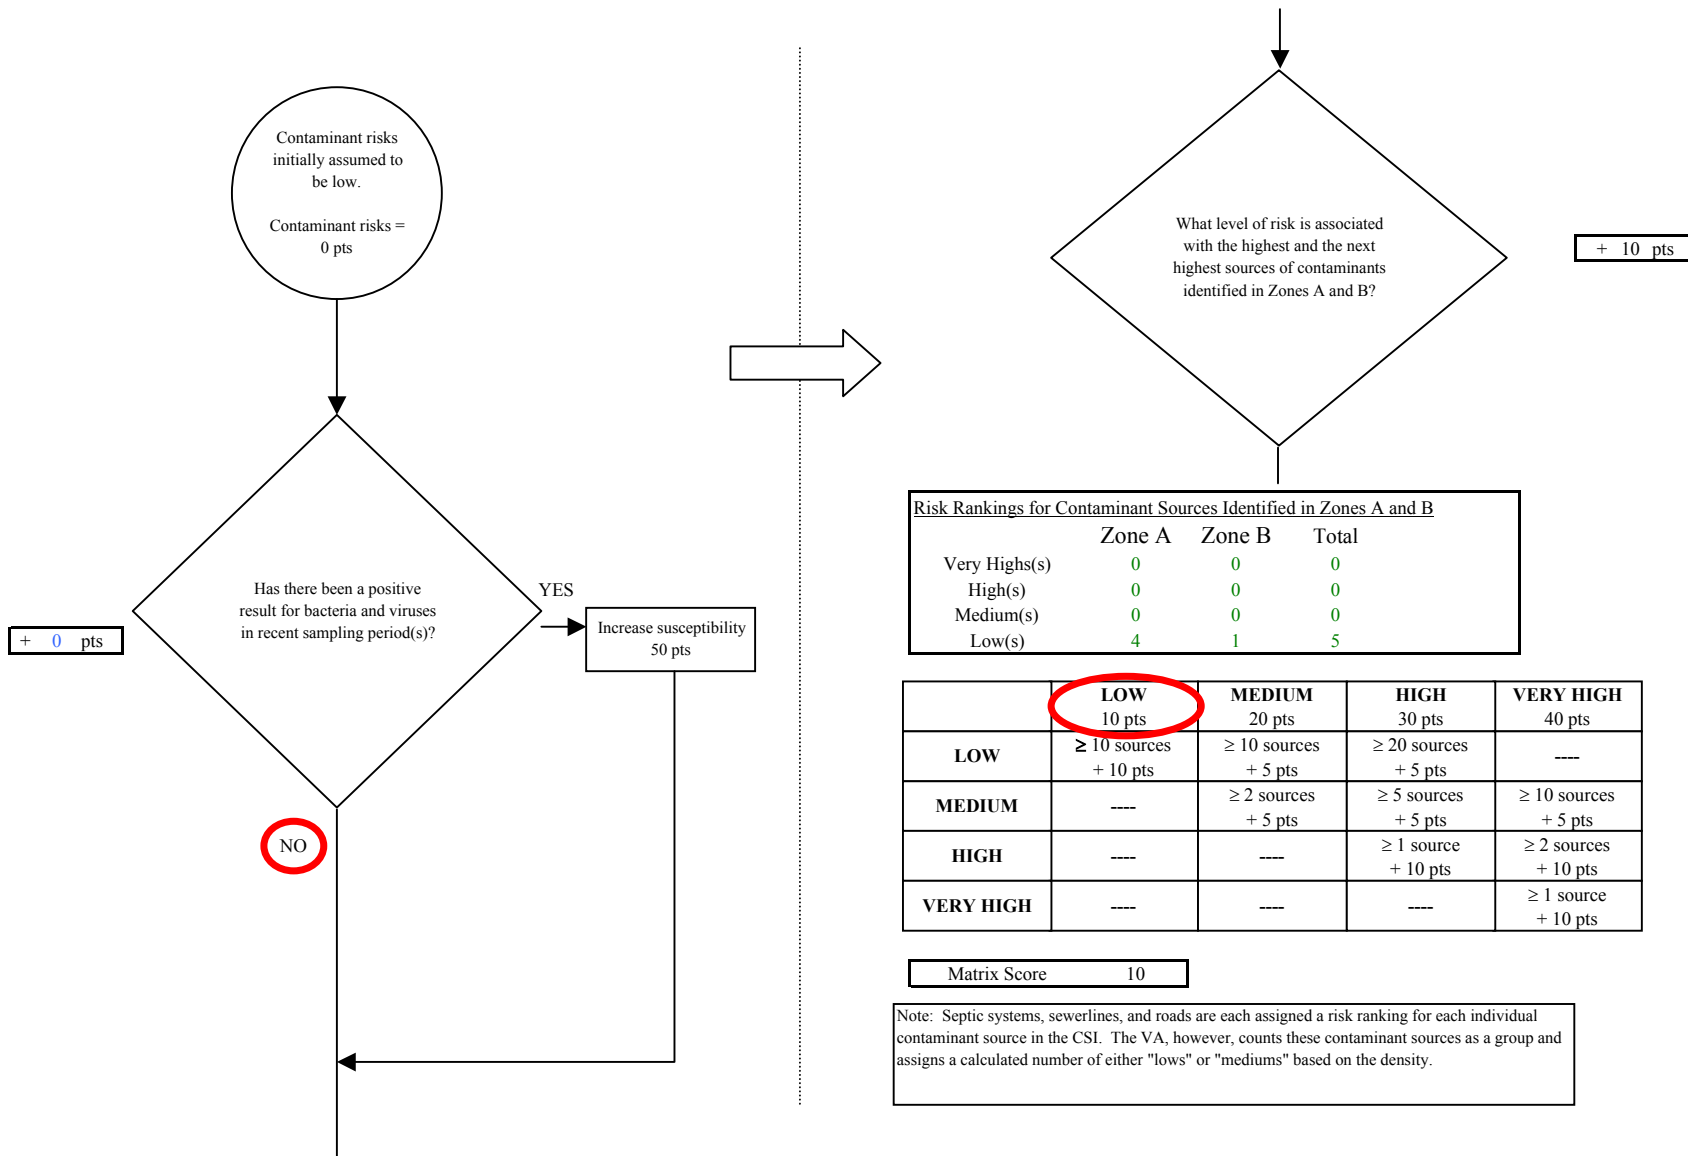 Contaminant risks
initially assumed to
be low.
Contaminant risks =
0 pts
Has there been a positive
result for bacteria and viruses
in recent sampling period(s)?
YES
+ 0 pts
Increase susceptibility
50 pts
NO
What level of risk is associated
with the highest and the next
highest sources of contaminants
identified in Zones A and B?
+ 10 pts
Risk Rankings for Contaminant Sources Identified in Zones A and B
Zone A Zone B Total
Very Highs(s) 0 0 0
High(s) 0 0 0
Medium(s) 0 0 0
Low(s) 4 1 5
LOW MEDIUM HIGH VERY HIGH
10 pts 20 pts 30 pts 40 pts
LOW ≥ 10 sources ≥ 10 sources ≥ 20 sources ----
+ 10 pts + 5 pts + 5 pts
MEDIUM ---- ≥ 2 sources ≥ 5 sources ≥ 10 sources
+ 5 pts + 5 pts + 5 pts
HIGH ---- ---- ≥ 1 source ≥ 2 sources
+ 10 pts + 10 pts
VERY HIGH ---- ---- ---- ≥ 1 source
+ 10 pts
Matrix Score 10
Note: Septic systems, sewerlines, and roads are each assigned a risk ranking for each individual
contaminant source in the CSI. The VA, however, counts these contaminant sources as a group and
assigns a calculated number of either "lows" or "mediums" based on the density.